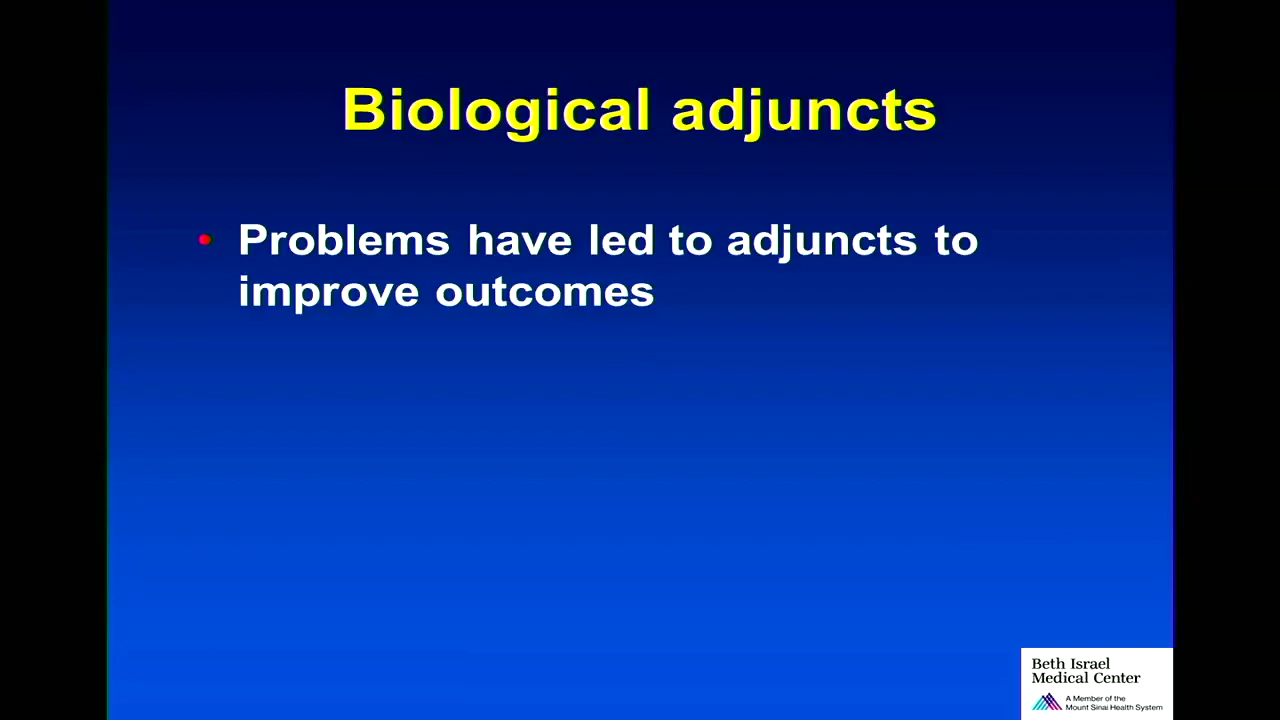 Biological adjuncts
• Problems have led to adjuncts to
improve outcomes
Beth Israel
Medical Center
A Member of the
Mount Sinai Health System